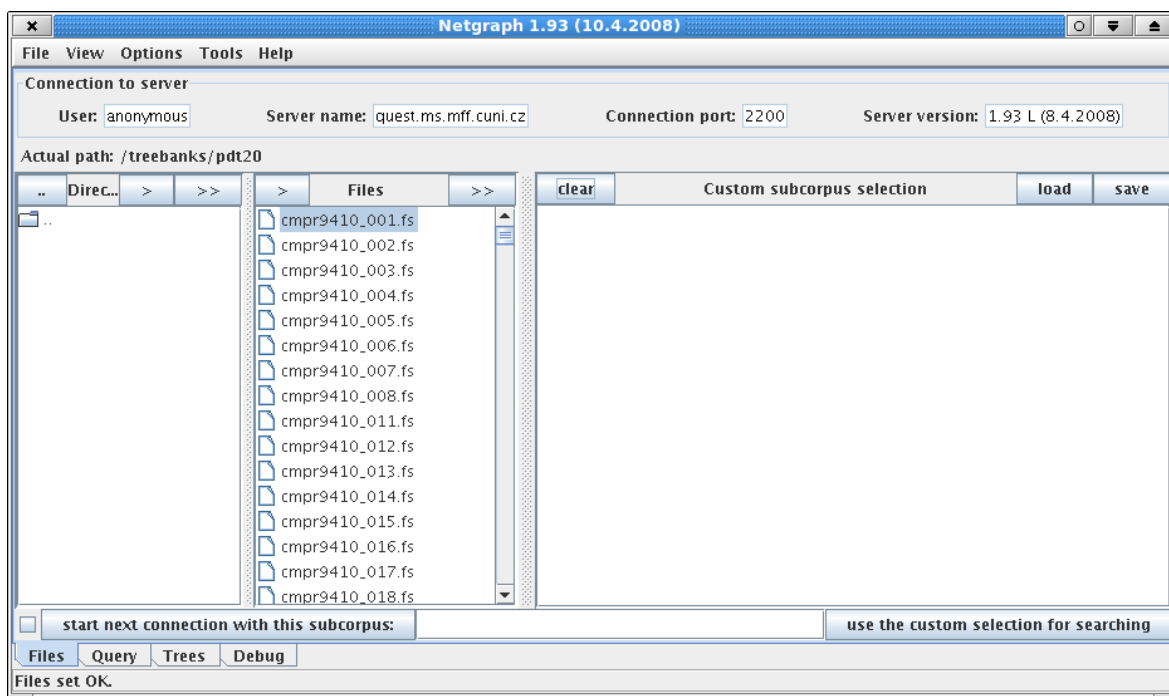 Netgraph 1.93 (10.4.2008)
File View Options Tools Help
Connection to server
User: anonymous Server name: quest.ms.mff.cuni.cz Connection port: 2200 Server version: 1.93 L (8.4.2008)
Actual path: /treebanks/pdt20
.. Direc... > >> > Files >> clear Custom subcorpus selection load save
.. cmpr9410_001.fs
cmpr9410_002.fs
cmpr9410_003.fs
cmpr9410_004.fs
cmpr9410_005.fs
cmpr9410_006.fs
cmpr9410_007.fs
cmpr9410_008.fs
cmpr9410_011.fs
cmpr9410_012.fs
cmpr9410_013.fs
cmpr9410_014.fs
cmpr9410_015.fs
cmpr9410_016.fs
cmpr9410_017.fs
cmpr9410_018.fs
start next connection with this subcorpus: use the custom selection for searching
Files Query Trees Debug
Files set OK.